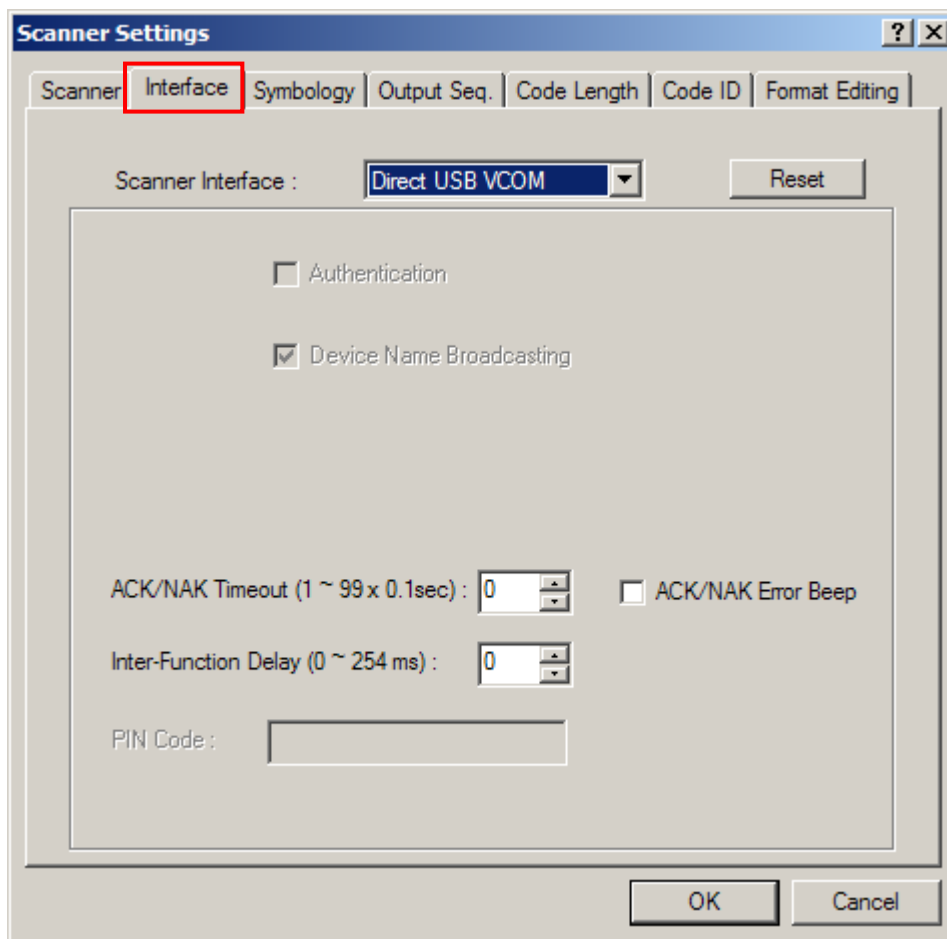 Scanner Settings
Scanner Interface Symbology Output Seq. Code Length Code ID Format Editing
Scanner Interface : Direct USB VCOM Reset
Authentication
Device Name Broadcasting
ACK/NAK Timeout (1 ~ 99 x 0.1sec) : 0 ACK/NAK Error Beep
Inter-Function Delay (0 ~ 254 ms) : 0
PIN Code :
OK Cancel